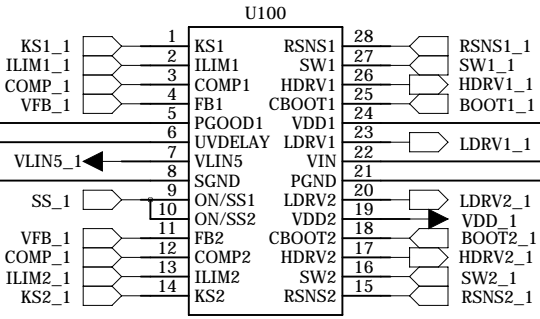 U100
KS1_1 1 KS1 RSNS1 28 RSNS1_1
ILIM1_1 2 ILIM1 SW1 27 SW1_1
COMP_1 3 COMP1 HDRV1 26 HDRV1_1
VFB_1 4 FB1 CBOOT1 25 BOOT1_1
5 PGOOD1 VDD1 24
6 UVDELAY LDRV1 23 LDRV1_1
VLIN5_1 7 VLIN5 VIN 22
8 SGND PGND 21
SS_1 9 ON/SS1 LDRV2 20 LDRV2_1
10 ON/SS2 VDD2 19 VDD_1
VFB_1 11 FB2 CBOOT2 18 BOOT2_1
COMP_1 12 COMP2 HDRV2 17 HDRV2_1
ILIM2_1 13 ILIM2 SW2 16 SW2_1
KS2_1 14 KS2 RSNS2 15 RSNS2_1